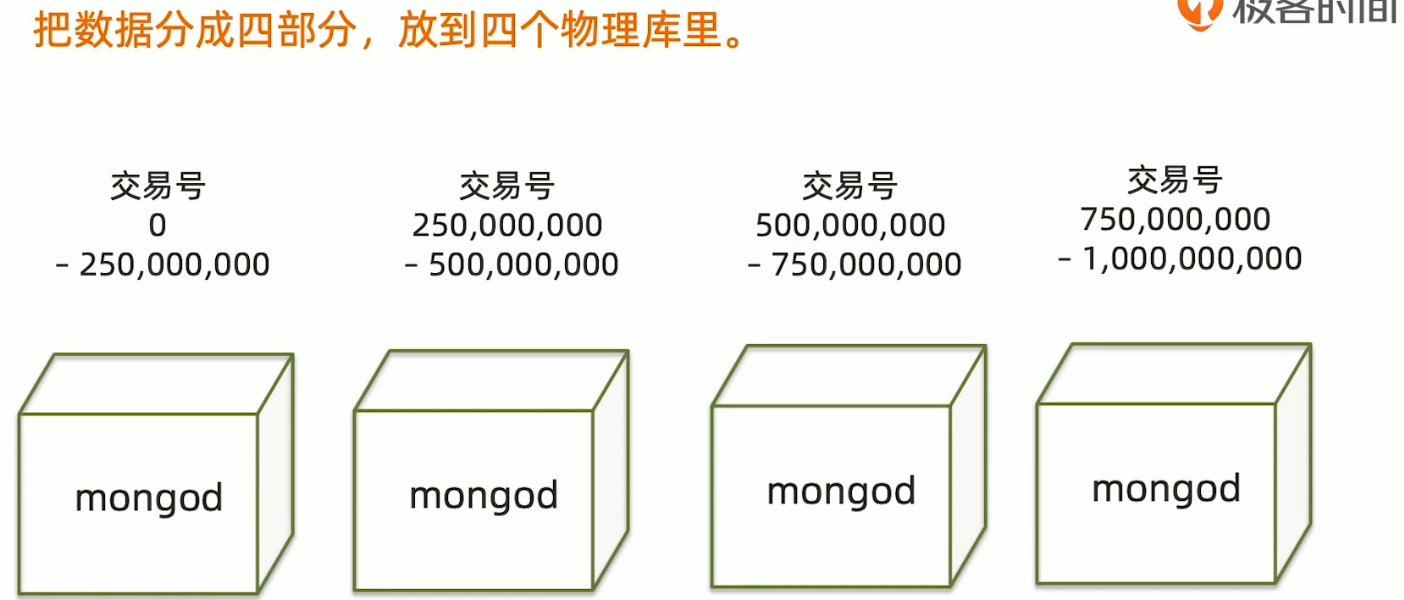 把数据分成四部分，放到四个物理库里。
极客时间
交易号
0
– 250,000,000
交易号
250,000,000
– 500,000,000
交易号
500,000,000
– 750,000,000
交易号
750,000,000
– 1,000,000,000
mongod
mongod
mongod
mongod